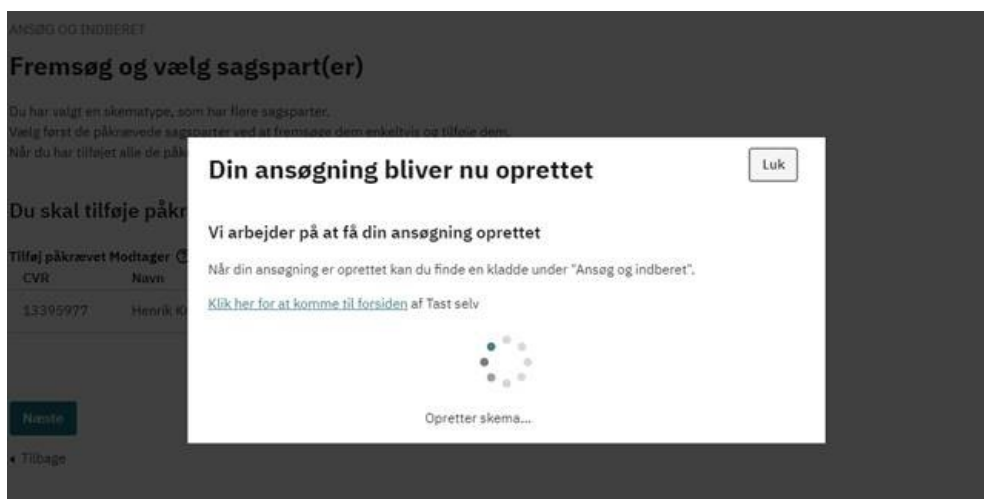 ANSØG OG INDBERET
Fremsøg og vælg sagspart(er)
Du har valgt en skematype, som har flere sagsparter.
Vælg først de påkrævede sagsparter ved at fremsøge dem enkeltvis og tilføje dem.
Når du har tilføjet alle de
Din ansøgning bliver nu oprettet
Luk
Du skal tilføje
Vi arbejder på at få din ansøgning oprettet
Tilføj påkrævet Modtager
Når din ansøgning er oprettet kan du finde en kladde under "Ansøg og indberet".
CVR Navn
Klik her for at komme til forsiden af Tast selv
13395977 Henrik
Opretter skema...
Næste
Tilbage